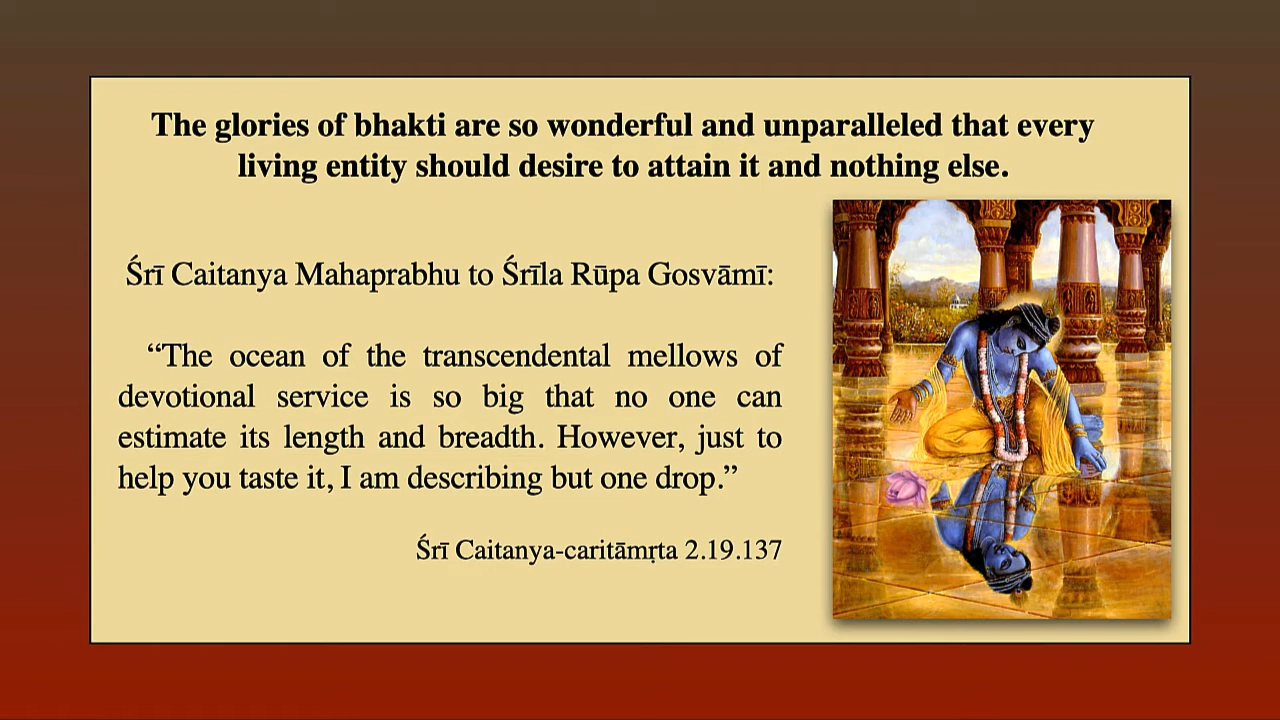 The glories of bhakti are so wonderful and unparalleled that every
living entity should desire to attain it and nothing else.
Śrī Caitanya Mahaprabhu to Śrīla Rūpa Gosvāmī:
“The ocean of the transcendental mellows of
devotional service is so big that no one can
estimate its length and breadth. However, just to
help you taste it, I am describing but one drop.”
Śrī Caitanya-caritāmṛta 2.19.137